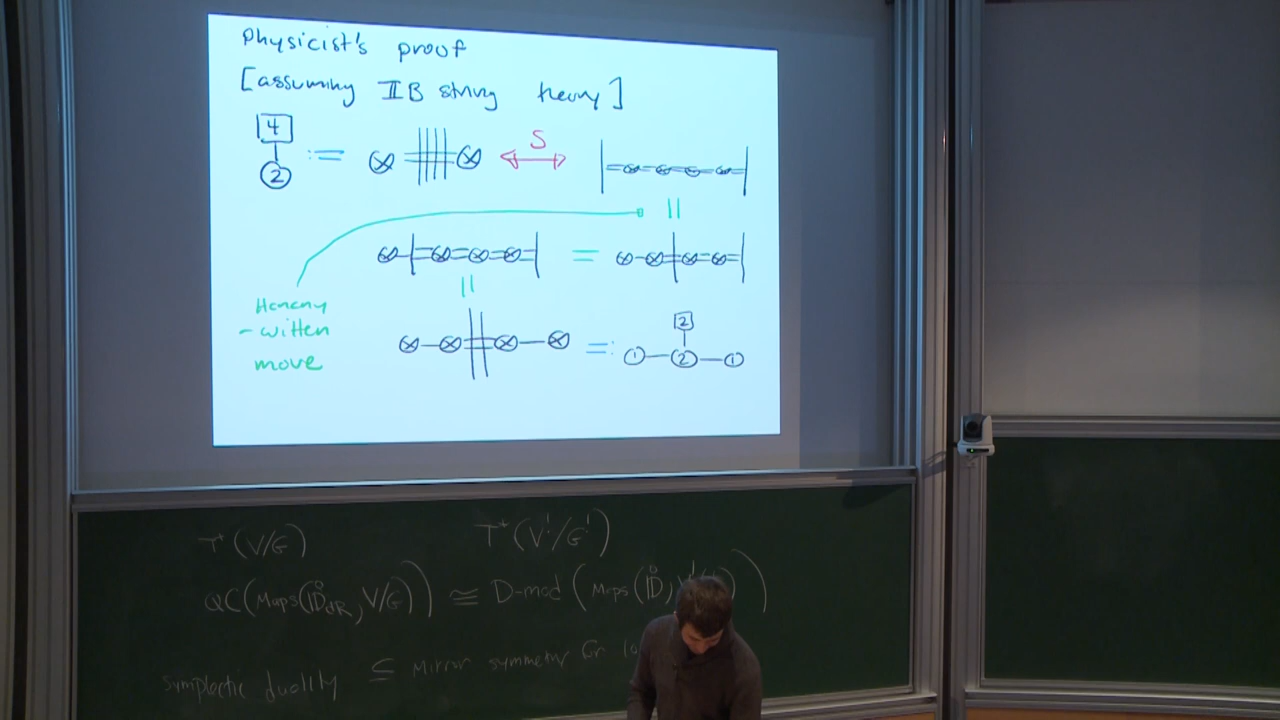 Physicist's proof
[assuming IIB string theory]
4
2 := S
||
=
||
Hanany
-witten
move
2
=: 1 2 1
T*(V/G) T*(V!/G!)
QC(Maps(D°dR, V/G)) ≅ D-mod(Maps(D°,
symplectic duality ⊆ Mirror symmetry for